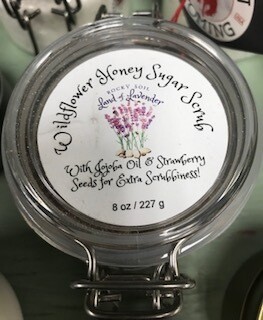 Wildflower Honey Sugar Scrub
ROCKY SOIL
Land of Lavender
With Jojoba Oil & Strawberry
Seeds for Extra Scrubbiness!
8 oz / 227 g
OMING